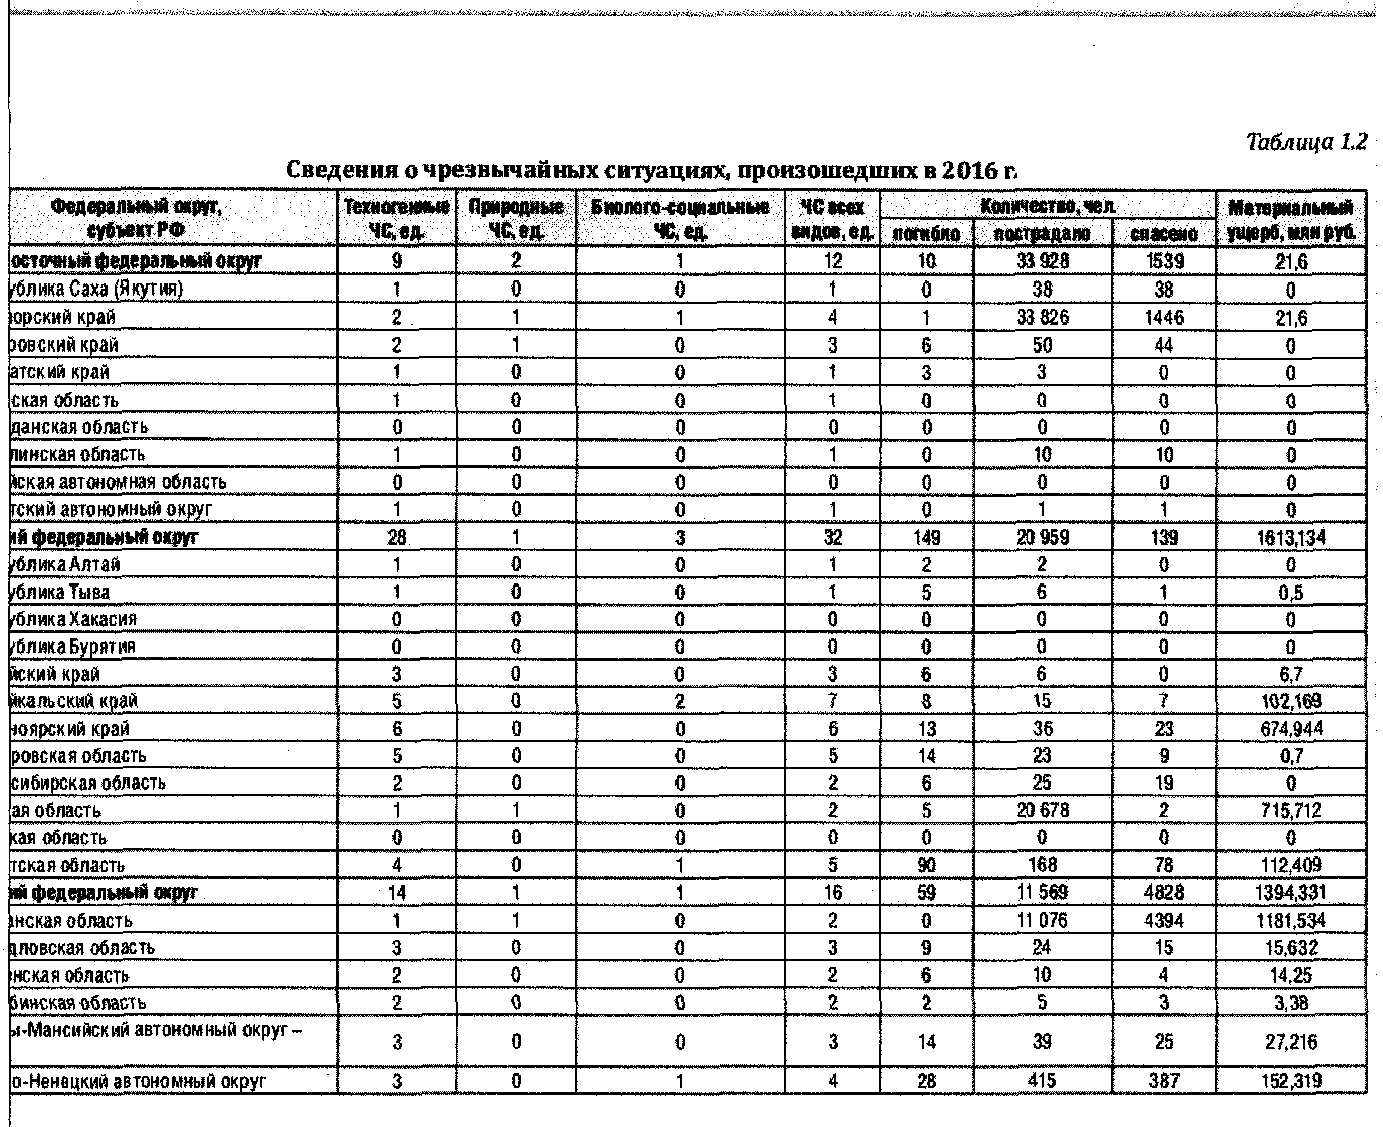 Таблица 1.2
Сведения о чрезвычайных ситуациях, произошедших в 2016 г.
Федеральный округ, субъект РФ Техногенные ЧС, ед. Природные ЧС, ед. Биолого-социальные ЧС, ед. ЧС всех видов, ед. Количество, чел. погибло пострадало спасено Материальный ущерб, млн руб.
осточный федеральный округ 9 2 1 12 10 33 928 1539 21,6
ублика Саха (Якутия) 1 0 0 1 0 38 38 0
орский край 2 1 1 4 1 33 826 1446 21,6
ровский край 2 1 0 3 6 50 44 0
атский край 1 0 0 1 3 3 0 0
ская область 1 0 0 1 0 0 0 0
данская область 0 0 0 0 0 0 0 0
линская область 1 0 0 1 0 10 10 0
йская автономная область 0 0 0 0 0 0 0 0
тский автономный округ 1 0 0 1 0 1 1 0
ий федеральный округ 28 1 3 32 149 20 959 139 1613,134
ублика Алтай 1 0 0 1 2 2 0 0
ублика Тыва 1 0 0 1 5 6 1 0,5
ублика Хакасия 0 0 0 0 0 0 0 0
ублика Бурятия 0 0 0 0 0 0 0 0
йский край 3 0 0 3 6 6 0 6,7
йкальский край 5 0 2 7 8 15 7 102,169
ноярский край 6 0 0 6 13 36 23 674,944
ровская область 5 0 0 5 14 23 9 0,7
сибирская область 2 0 0 2 6 25 19 0
ая область 1 1 0 2 5 20 678 2 715,712
кая область 0 0 0 0 0 0 0 0
тская область 4 0 1 5 90 168 78 112,409
ий федеральный округ 14 1 1 16 59 11 569 4828 1394,331
анская область 1 1 0 2 0 11 076 4394 1181,534
дловская область 3 0 0 3 9 24 15 15,632
енская область 2 0 0 2 6 10 4 14,25
бинская область 2 0 0 2 2 5 3 3,38
ы-Мансийский автономный округ – 3 0 0 3 14 39 25 27,216
о-Ненецкий автономный округ 3 0 1 4 28 415 387 152,319